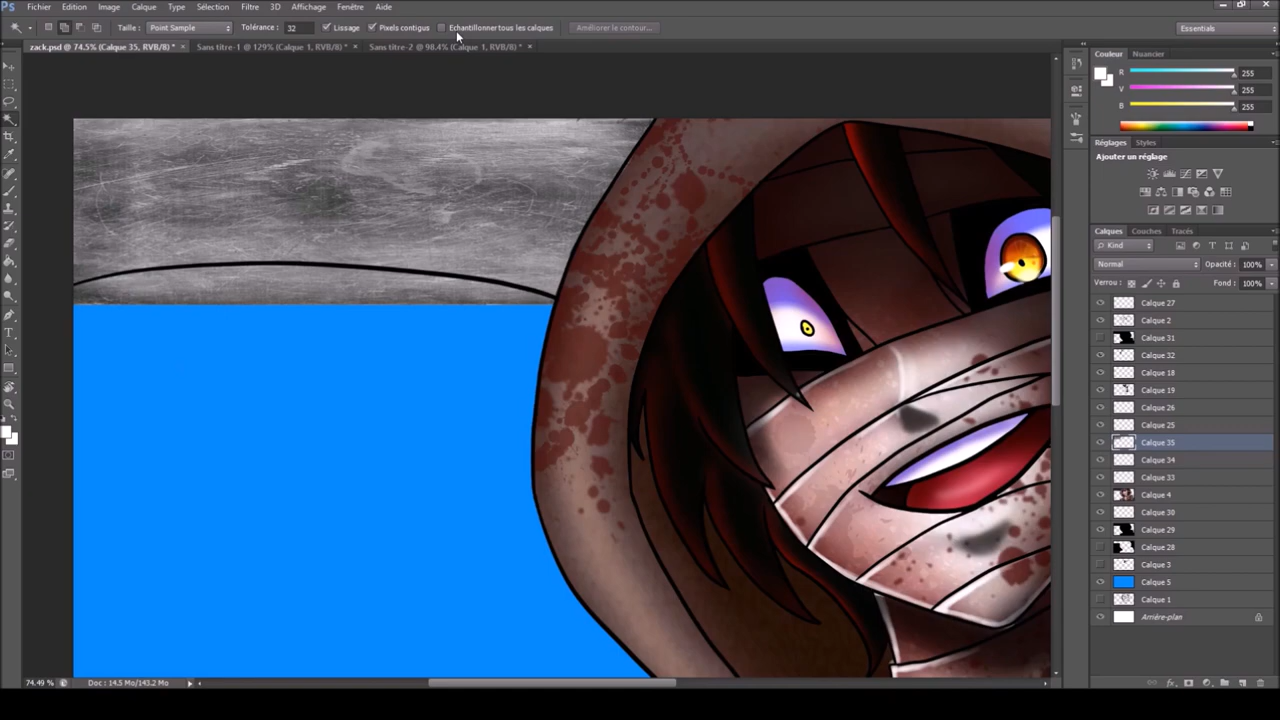 Ps Fichier Edition Image Calque Type Sélection Filtre 3D Affichage Fenêtre Aide
Taille : Point Sample Tolérance : 32 Lissage Pixels contigus Echantillonner tous les calques Améliorer le contour... Essentials
zack.psd @ 74.5% (Calque 35, RVB/8) * × Sans titre-1 @ 129% (Calque 1, RVB/8) * × Sans titre-2 @ 98.4% (Calque 1, RVB/8) * ×
Couleur Nuancier
R 255
V 255
B 255
Réglages Styles
Ajouter un réglage
Calques Couches Tracés
Kind
Normal Opacité : 100%
Verrou : Fond : 100%
Calque 27
Calque 2
Calque 31
Calque 32
Calque 18
Calque 19
Calque 26
Calque 25
Calque 35
Calque 34
Calque 33
Calque 4
Calque 30
Calque 29
Calque 28
Calque 3
Calque 5
Calque 1
Arrière-plan
74.49 % Doc : 14.5 Mo/143.2 Mo
fx